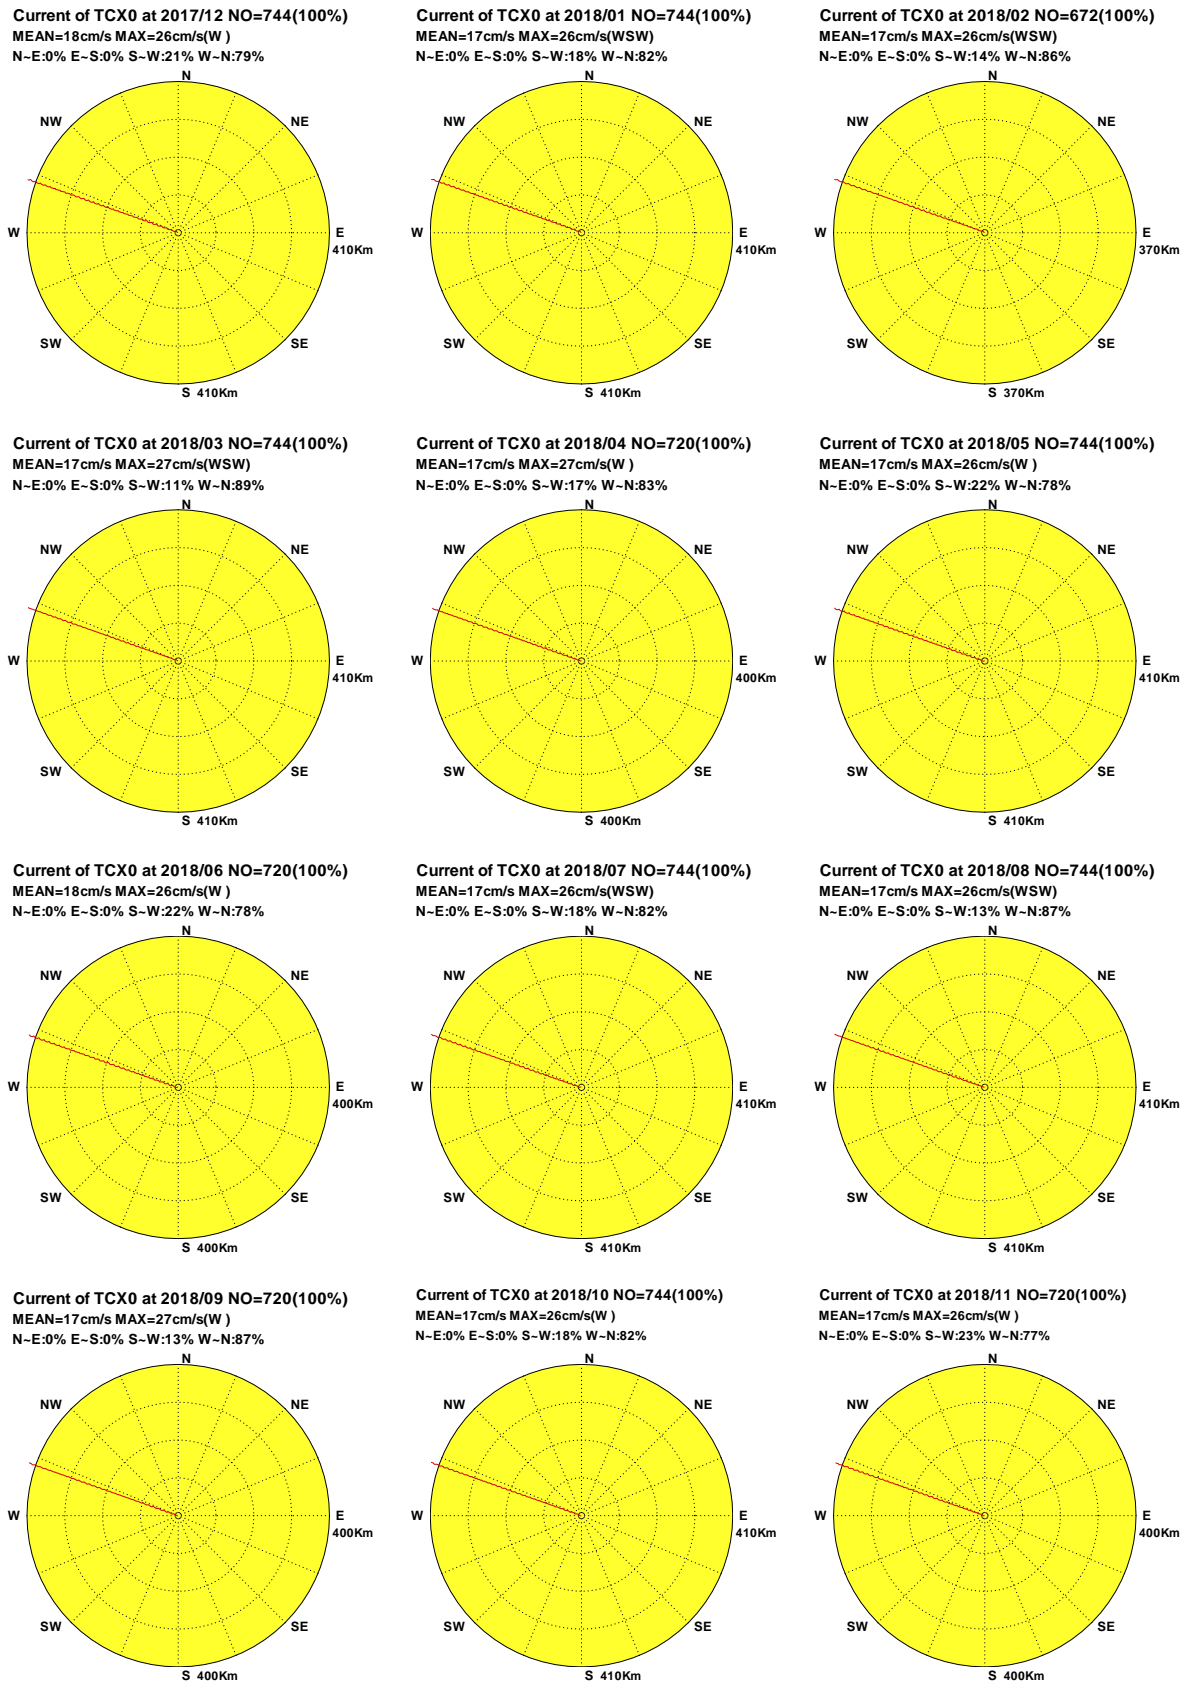 Current of TCX0 at 2017/12 NO=744(100%)
MEAN=18cm/s MAX=26cm/s(W )
N~E:0% E~S:0% S~W:21% W~N:79%
N
NW
NE
W
E
410Km
SW
SE
S 410Km
Current of TCX0 at 2018/01 NO=744(100%)
MEAN=17cm/s MAX=26cm/s(WSW)
N~E:0% E~S:0% S~W:18% W~N:82%
N
NW
NE
W
E
410Km
SW
SE
S 410Km
Current of TCX0 at 2018/02 NO=672(100%)
MEAN=17cm/s MAX=26cm/s(WSW)
N~E:0% E~S:0% S~W:14% W~N:86%
N
NW
NE
W
E
370Km
SW
SE
S 370Km
Current of TCX0 at 2018/03 NO=744(100%)
MEAN=17cm/s MAX=27cm/s(WSW)
N~E:0% E~S:0% S~W:11% W~N:89%
N
NW
NE
W
E
410Km
SW
SE
S 410Km
Current of TCX0 at 2018/04 NO=720(100%)
MEAN=17cm/s MAX=27cm/s(W )
N~E:0% E~S:0% S~W:17% W~N:83%
N
NW
NE
W
E
400Km
SW
SE
S 400Km
Current of TCX0 at 2018/05 NO=744(100%)
MEAN=17cm/s MAX=26cm/s(W )
N~E:0% E~S:0% S~W:22% W~N:78%
N
NW
NE
W
E
410Km
SW
SE
S 410Km
Current of TCX0 at 2018/06 NO=720(100%)
MEAN=18cm/s MAX=26cm/s(W )
N~E:0% E~S:0% S~W:22% W~N:78%
N
NW
NE
W
E
400Km
SW
SE
S 400Km
Current of TCX0 at 2018/07 NO=744(100%)
MEAN=17cm/s MAX=26cm/s(WSW)
N~E:0% E~S:0% S~W:18% W~N:82%
N
NW
NE
W
E
410Km
SW
SE
S 410Km
Current of TCX0 at 2018/08 NO=744(100%)
MEAN=17cm/s MAX=26cm/s(WSW)
N~E:0% E~S:0% S~W:13% W~N:87%
N
NW
NE
W
E
410Km
SW
SE
S 410Km
Current of TCX0 at 2018/09 NO=720(100%)
MEAN=17cm/s MAX=27cm/s(W )
N~E:0% E~S:0% S~W:13% W~N:87%
N
NW
NE
W
E
400Km
SW
SE
S 400Km
Current of TCX0 at 2018/10 NO=744(100%)
MEAN=17cm/s MAX=26cm/s(W )
N~E:0% E~S:0% S~W:18% W~N:82%
N
NW
NE
W
E
410Km
SW
SE
S 410Km
Current of TCX0 at 2018/11 NO=720(100%)
MEAN=17cm/s MAX=26cm/s(W )
N~E:0% E~S:0% S~W:23% W~N:77%
N
NW
NE
W
E
400Km
SW
SE
S 400Km